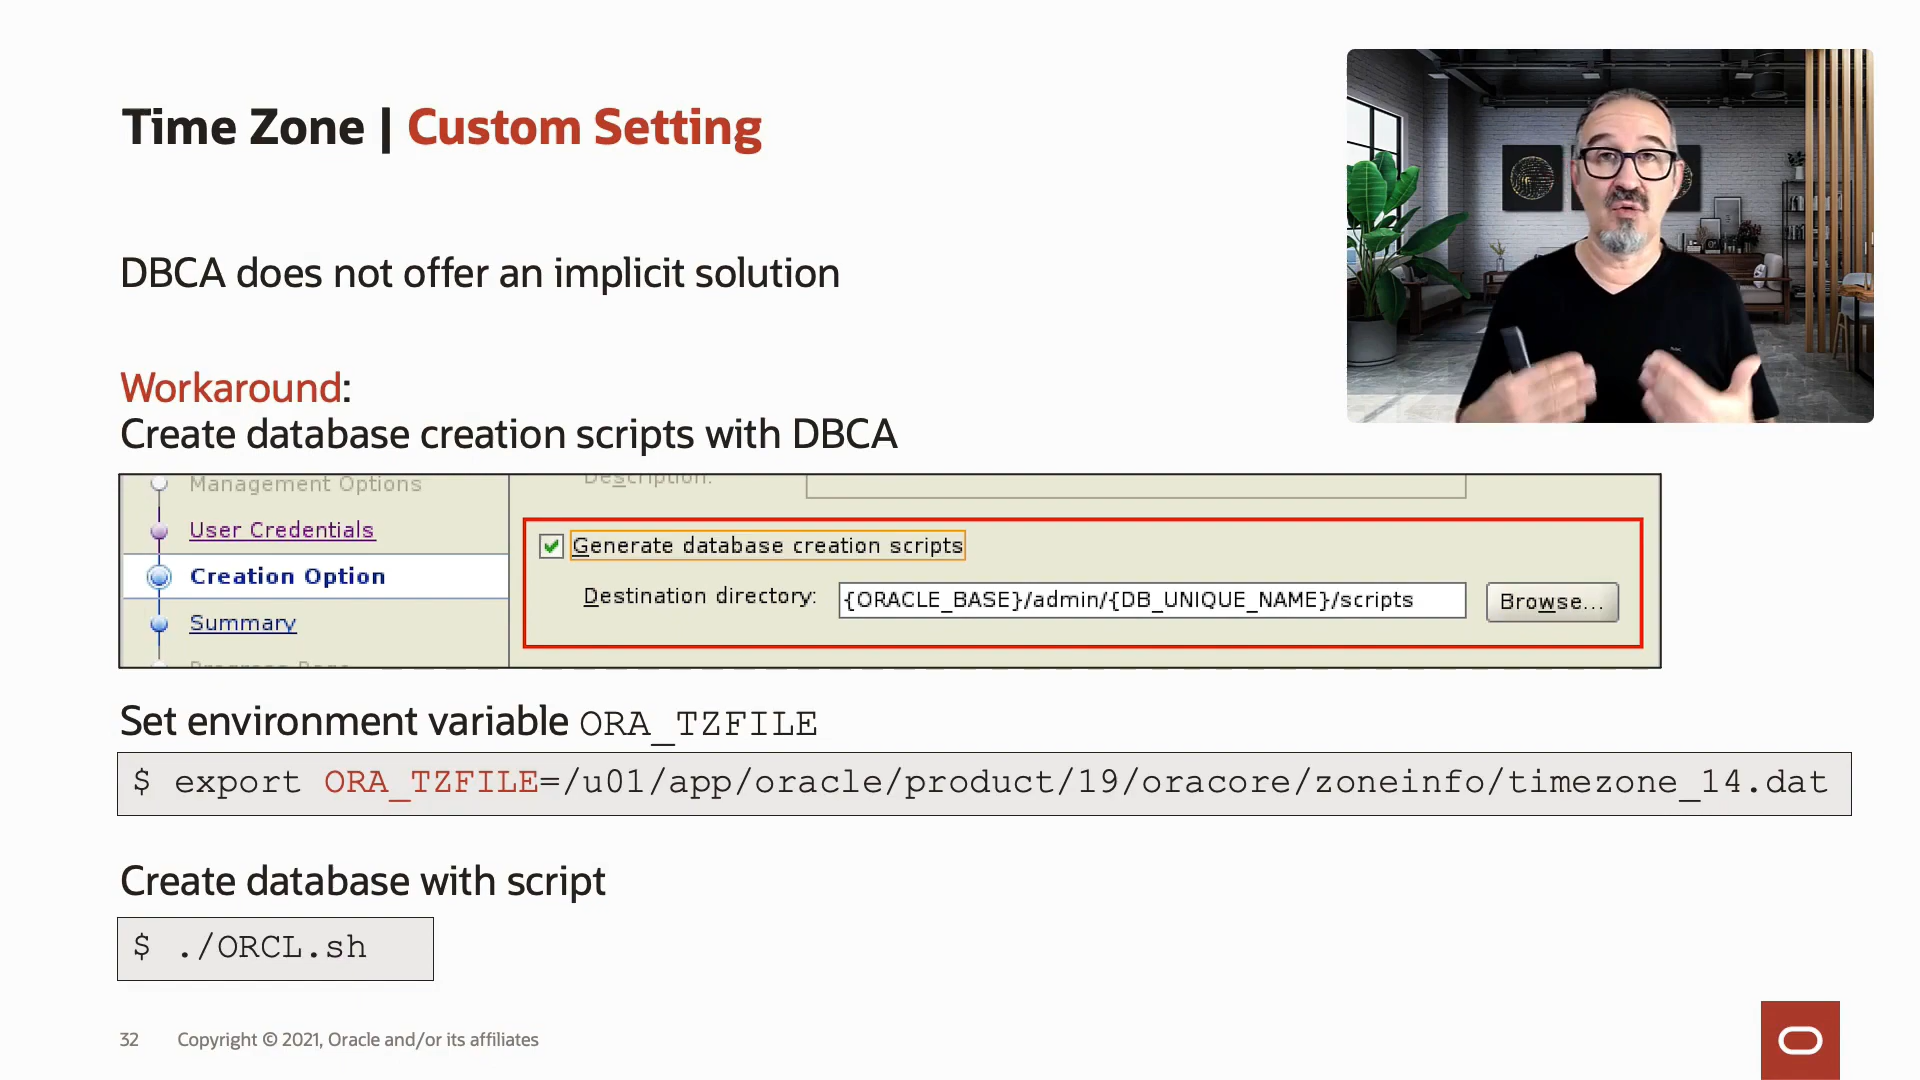 Time Zone | Custom Setting
DBCA does not offer an implicit solution
Workaround:
Create database creation scripts with DBCA
Management Options
Description:
User Credentials
Generate database creation scripts
Creation Option
Destination directory: {ORACLE_BASE}/admin/{DB_UNIQUE_NAME}/scripts Browse...
Summary
Progress Page
Set environment variable ORA_TZFILE
$ export ORA_TZFILE=/u01/app/oracle/product/19/oracore/zoneinfo/timezone_14.dat
Create database with script
$ ./ORCL.sh
32 Copyright © 2021, Oracle and/or its affiliates